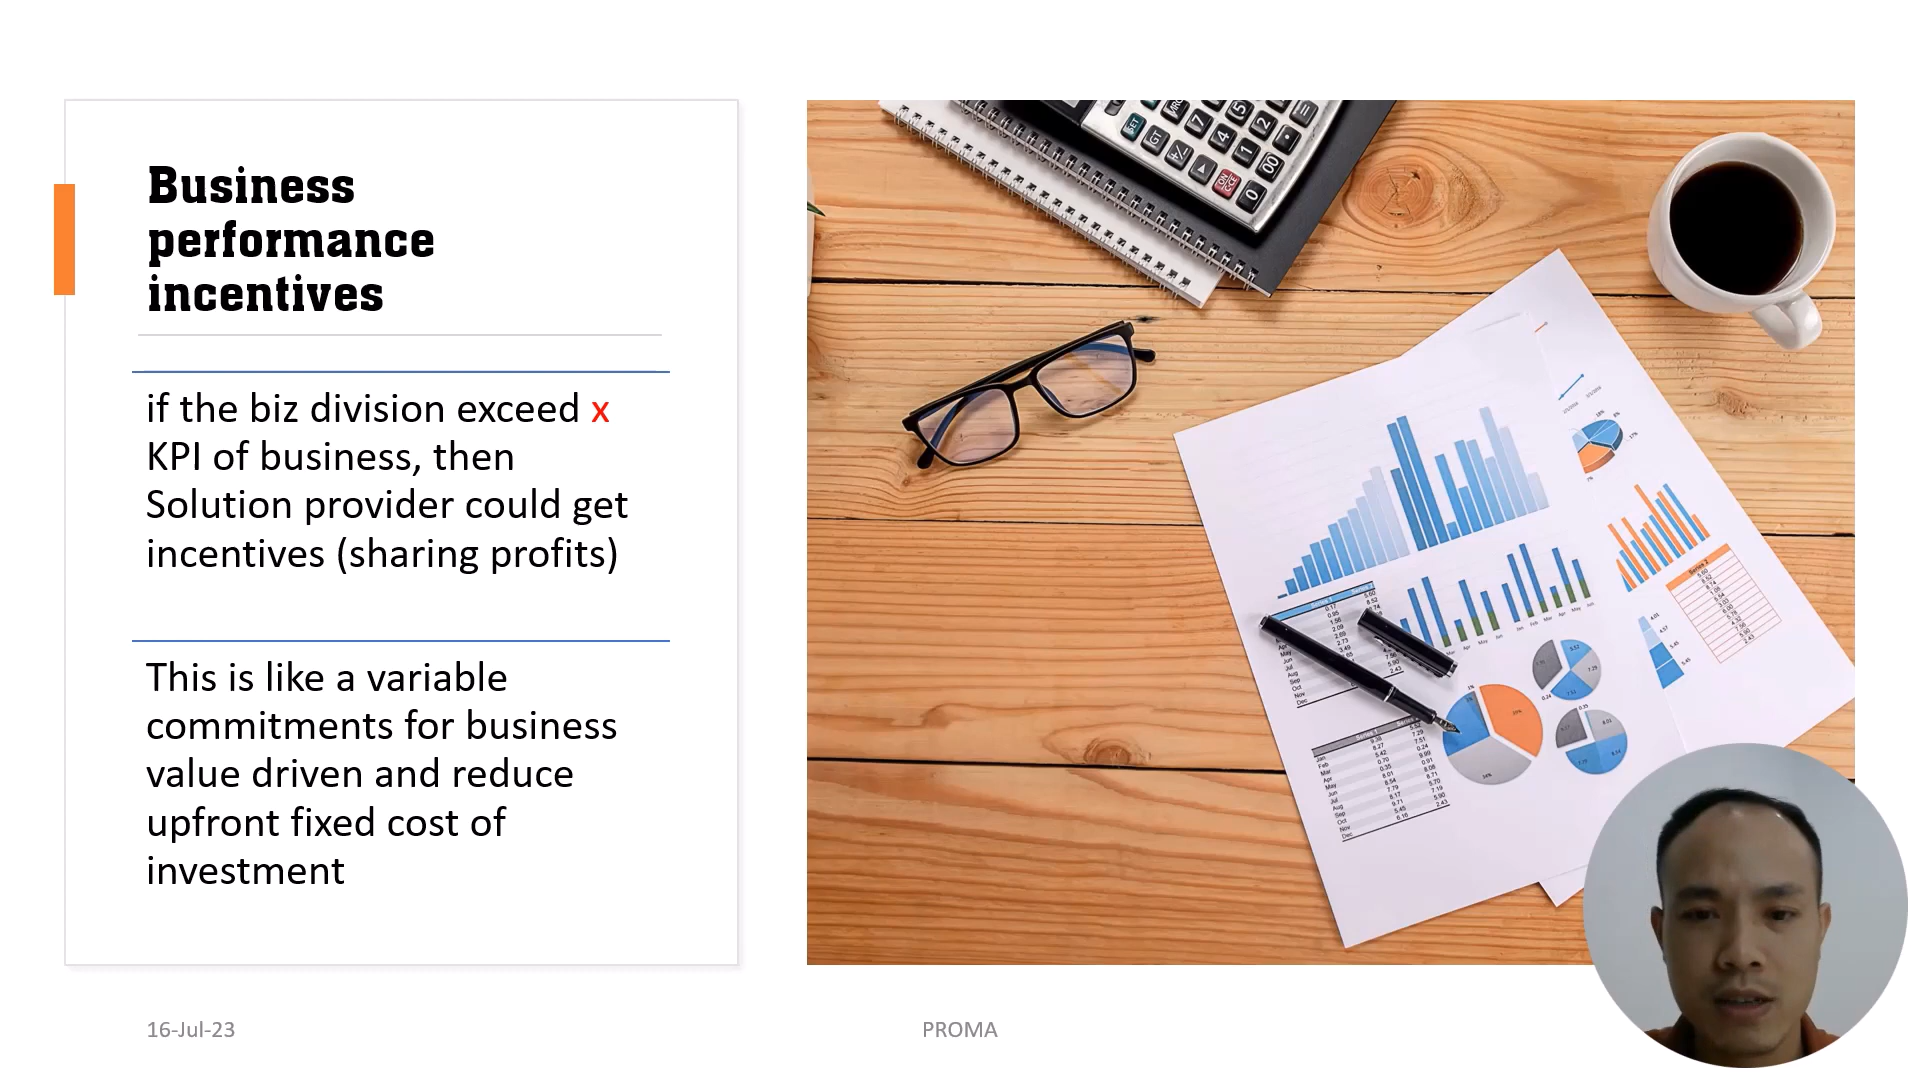 Business
performance
incentives
if the biz division exceed x
KPI of business, then
Solution provider could get
incentives (sharing profits)
This is like a variable
commitments for business
value driven and reduce
upfront fixed cost of
investment
16-Jul-23
PROMA